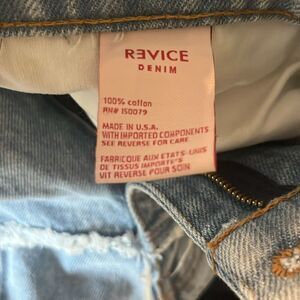 REVICE
DENIM
100% cotton
RN# 150079
MADE IN U.S.A.
WITH IMPORTED COMPONENTS
SEE REVERSE FOR CARE
FABRIQUE AUX ETATS-UNIS
DE TISSUS IMPORTE'S
VIT REVERSE POUR SOIN